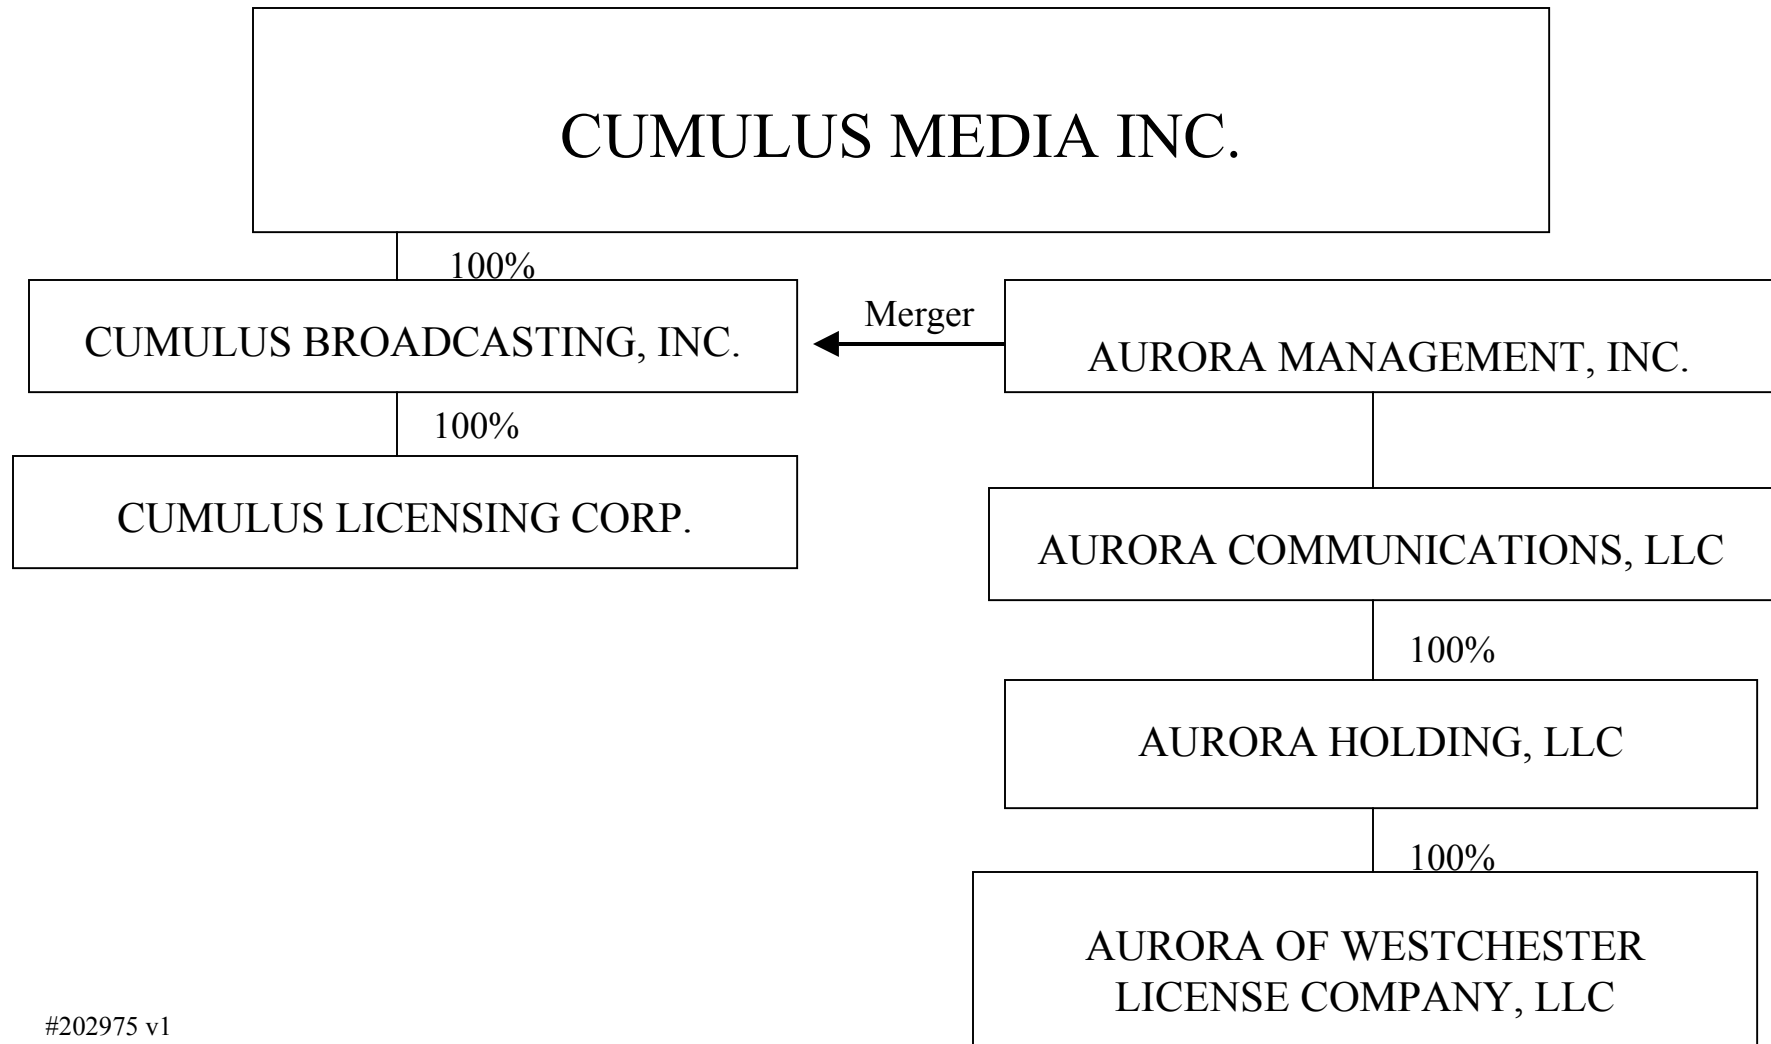 CUMULUS MEDIA INC.
100%
CUMULUS BROADCASTING, INC.
Merger
AURORA MANAGEMENT, INC.
100%
CUMULUS LICENSING CORP.
AURORA COMMUNICATIONS, LLC
100%
AURORA HOLDING, LLC
100%
AURORA OF WESTCHESTER
LICENSE COMPANY, LLC
#202975 v1